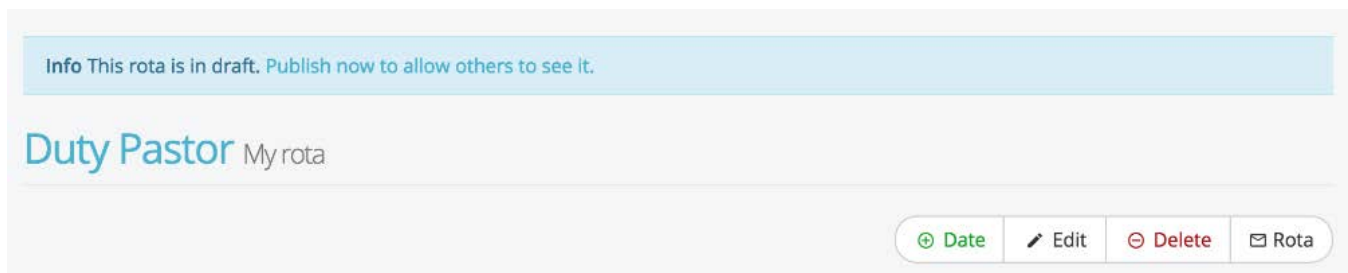 Info This rota is in draft. Publish now to allow others to see it.
Duty Pastor My rota
Date Edit Delete Rota